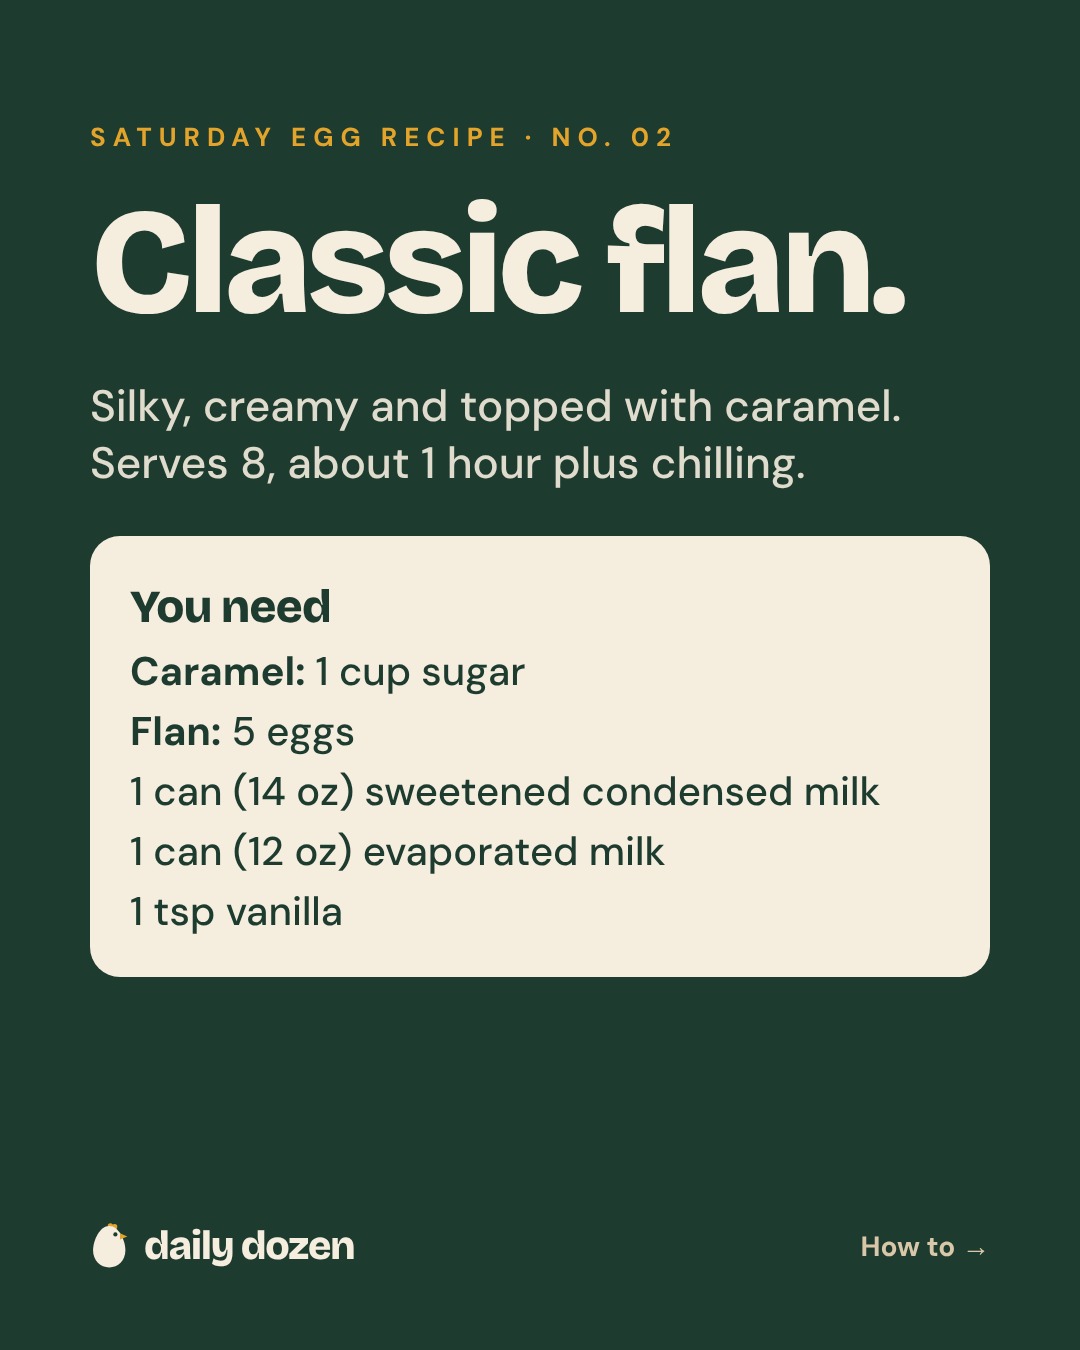 SATURDAY EGG RECIPE · NO. 02
Classic flan.
Silky, creamy and topped with caramel.
Serves 8, about 1 hour plus chilling.
You need
Caramel: 1 cup sugar
Flan: 5 eggs
1 can (14 oz) sweetened condensed milk
1 can (12 oz) evaporated milk
1 tsp vanilla
daily dozen
How to →